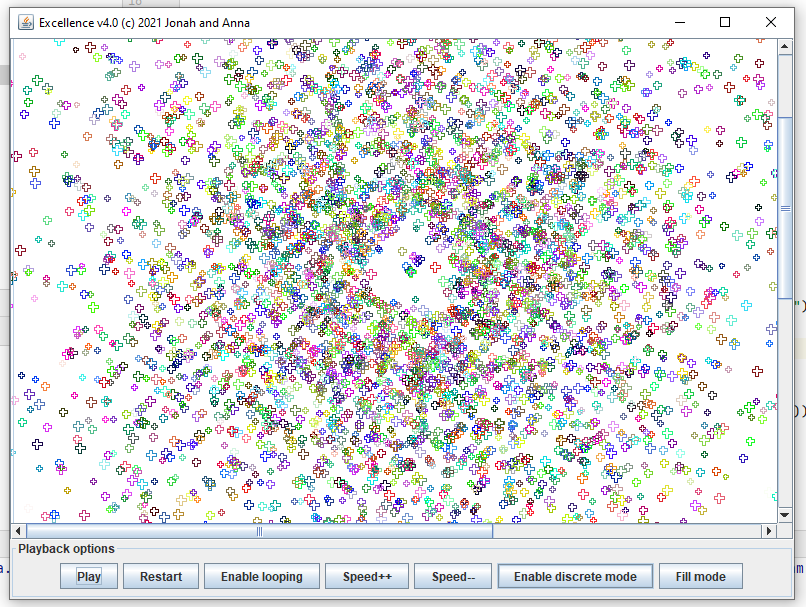 16
Excellence v4.0 (c) 2021 Jonah and Anna
")
))
Playback options
a.
m
Play
Restart
Enable looping
Speed++
Speed--
Enable discrete mode
Fill mode